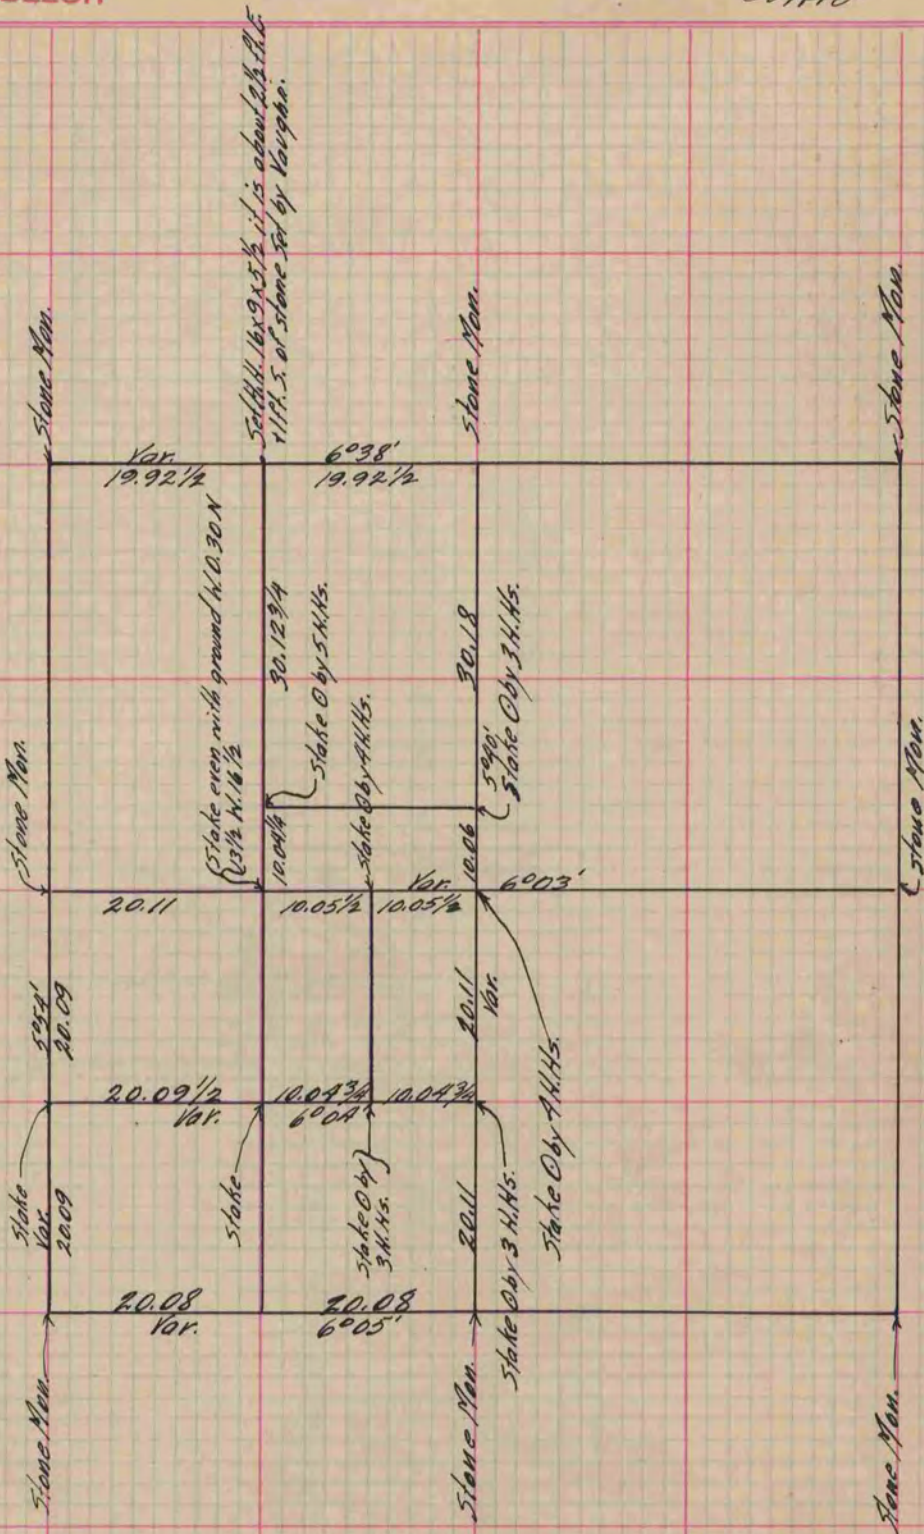 Stone Mon.
Set H.H. 16x9x5½ it is about 2½ ft. E.
+1 ft. S. of stone set by Vaughn.
Stone Mon.
Stone Mon.
Var.
19.92½
6°38'
19.92½
Stake even with ground W. 0.30 N
13½ W. 16½
30.12¾
Stake ⊙ by 5 H.Hs.
Stake ⊙ by 4 H.Hs.
30.18
5°40'
Stake ⊙ by 3 H.Hs.
Stone Mon.
10.04¼
10.06
20.11
10.05½
Var.
10.05½
6°03'
Stone Mon.
5°54'
20.09
20.11
Var.
20.09½
Var.
10.04¾
6°04'
10.04¾
Stake
Var.
20.09
Stake
Stake ⊙ by
3 H.Hs.
20.11
Stake ⊙ by 3 H.Hs.
Stake ⊙ by 4 H.Hs.
20.08
Var.
20.08
6°05'
Stone Mon.
Stone Mon.
Stone Mon.